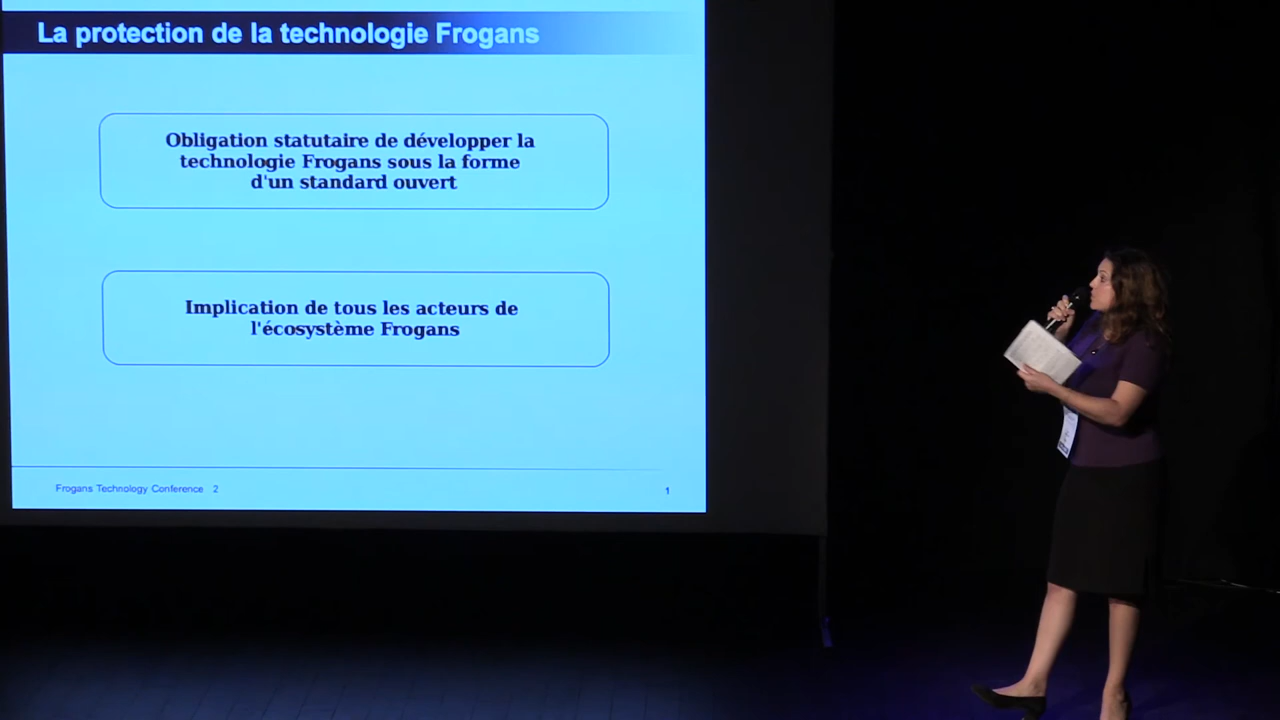 La protection de la technologie Frogans
Obligation statutaire de développer la
technologie Frogans sous la forme
d'un standard ouvert
Implication de tous les acteurs de
l'écosystème Frogans
Frogans Technology Conference 2
1